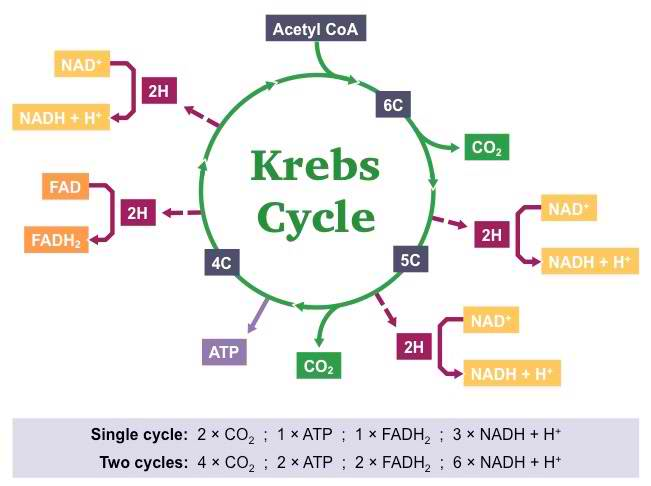 Acetyl CoA
6C
CO₂
NAD⁺
2H
NADH + H⁺
5C
NAD⁺
2H
NADH + H⁺
CO₂
ATP
4C
FAD
2H
FADH₂
NAD⁺
2H
NADH + H⁺
Krebs
Cycle
Single cycle: 2 × CO₂ ; 1 × ATP ; 1 × FADH₂ ; 3 × NADH + H⁺
Two cycles: 4 × CO₂ ; 2 × ATP ; 2 × FADH₂ ; 6 × NADH + H⁺